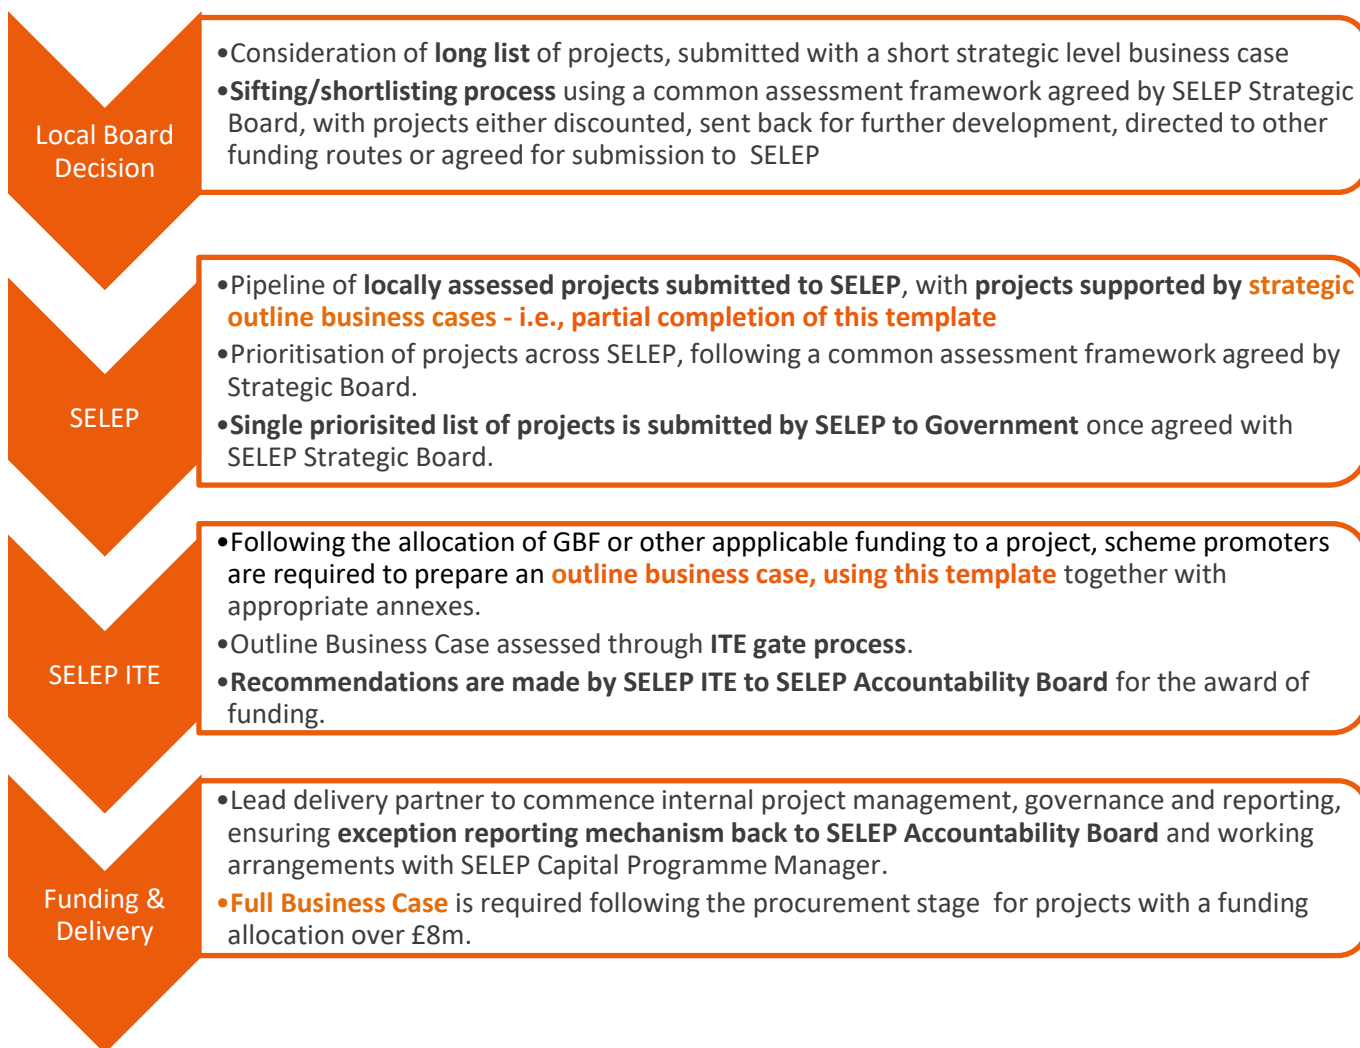 Local Board
Decision
•Consideration of long list of projects, submitted with a short strategic level business case
•Sifting/shortlisting process using a common assessment framework agreed by SELEP Strategic
Board, with projects either discounted, sent back for further development, directed to other
funding routes or agreed for submission to SELEP
SELEP
•Pipeline of locally assessed projects submitted to SELEP, with projects supported by strategic
outline business cases - i.e., partial completion of this template
•Prioritisation of projects across SELEP, following a common assessment framework agreed by
Strategic Board.
•Single priorisited list of projects is submitted by SELEP to Government once agreed with
SELEP Strategic Board.
SELEP ITE
•Following the allocation of GBF or other appplicable funding to a project, scheme promoters
are required to prepare an outline business case, using this template together with
appropriate annexes.
•Outline Business Case assessed through ITE gate process.
•Recommendations are made by SELEP ITE to SELEP Accountability Board for the award of
funding.
Funding &
Delivery
•Lead delivery partner to commence internal project management, governance and reporting,
ensuring exception reporting mechanism back to SELEP Accountability Board and working
arrangements with SELEP Capital Programme Manager.
•Full Business Case is required following the procurement stage for projects with a funding
allocation over £8m.